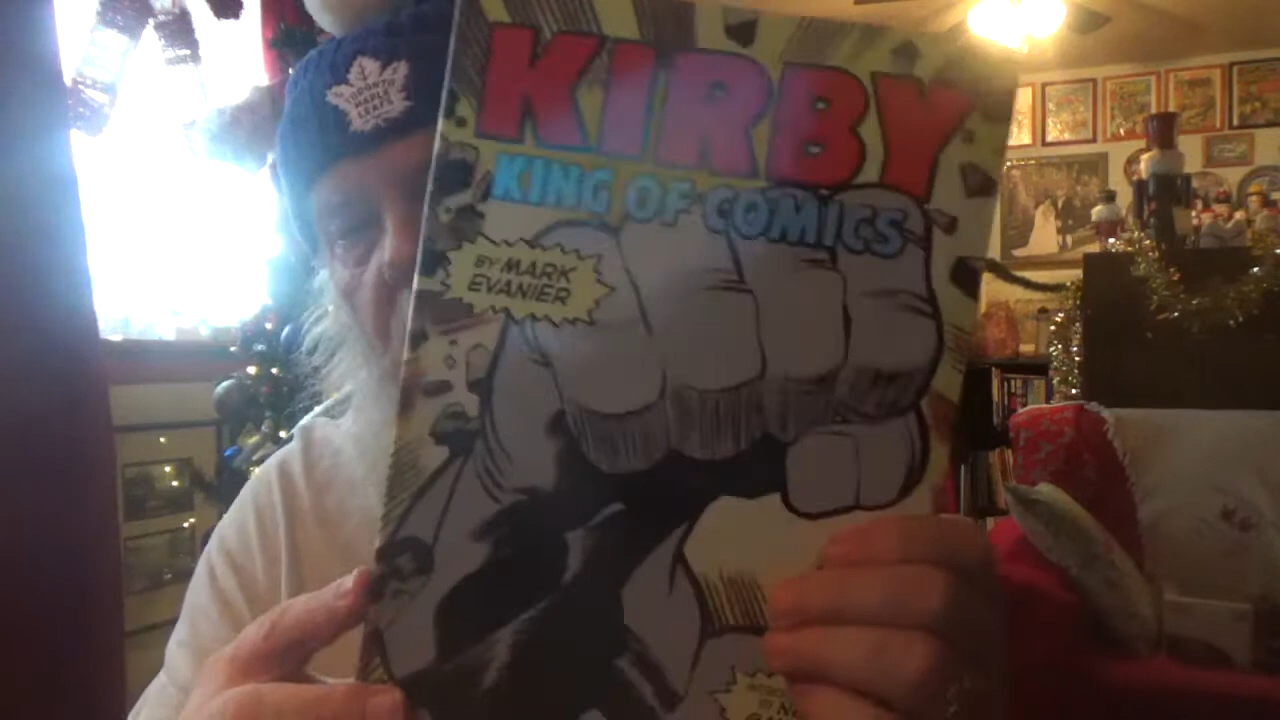 TORONTO
MAPLE
LEAFS
KIRBY
KING OF COMICS
BY MARK
EVANIER